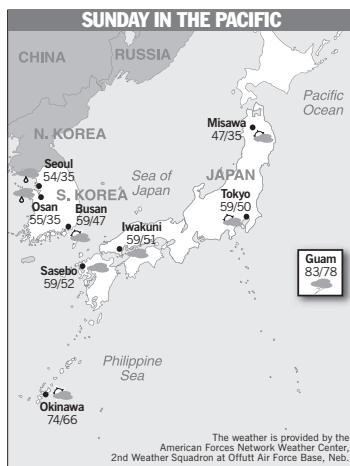 SUNDAY IN THE PACIFIC
CHINA
RUSSIA
Pacific
Ocean
Misawa
47/35
N. KOREA
Seoul
54/35
Sea of
Japan
JAPAN
S. KOREA
Osan
55/35
Busan
59/47
Tokyo
59/50
Iwakuni
59/51
Sasebo
59/52
Guam
83/78
Philippine
Sea
Okinawa
74/66
The weather is provided by the
American Forces Network Weather Center,
2nd Weather Squadron at Offutt Air Force Base, Neb.